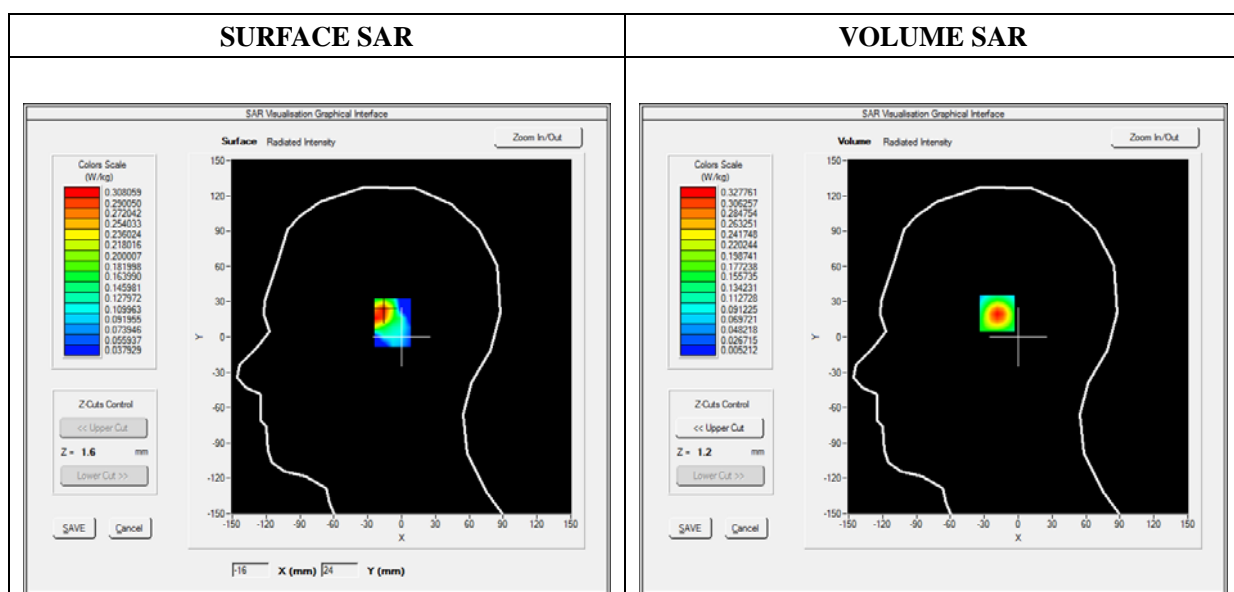 SURFACE SAR
VOLUME SAR
SAR Visualisation Graphical Interface
Surface Radiated Intensity
Zoom In/Out
Colors Scale
(W/kg)
0.308059
0.290050
0.272042
0.254033
0.236024
0.218016
0.200007
0.181998
0.163990
0.145981
0.127972
0.109963
0.091955
0.073946
0.055937
0.037929
Z-Cuts Control
<< Upper Cut
Z = 1.6 mm
Lower Cut >>
SAVE Cancel
150
120
90
60
30
0
-30
-60
-90
-120
-150
Y
-150 -120 -90 -60 -30 0 30 60 90 120 150
X
-16 X (mm) 24 Y (mm)
SAR Visualisation Graphical Interface
Volume Radiated Intensity
Zoom In/Out
Colors Scale
(W/kg)
0.327761
0.306257
0.284754
0.263251
0.241748
0.220244
0.198741
0.177238
0.155735
0.134231
0.112728
0.091225
0.069721
0.048218
0.026715
0.005212
Z-Cuts Control
<< Upper Cut
Z = 1.2 mm
Lower Cut >>
SAVE Cancel
150
120
90
60
30
0
-30
-60
-90
-120
-150
Y
-150 -120 -90 -60 -30 0 30 60 90 120 150
X